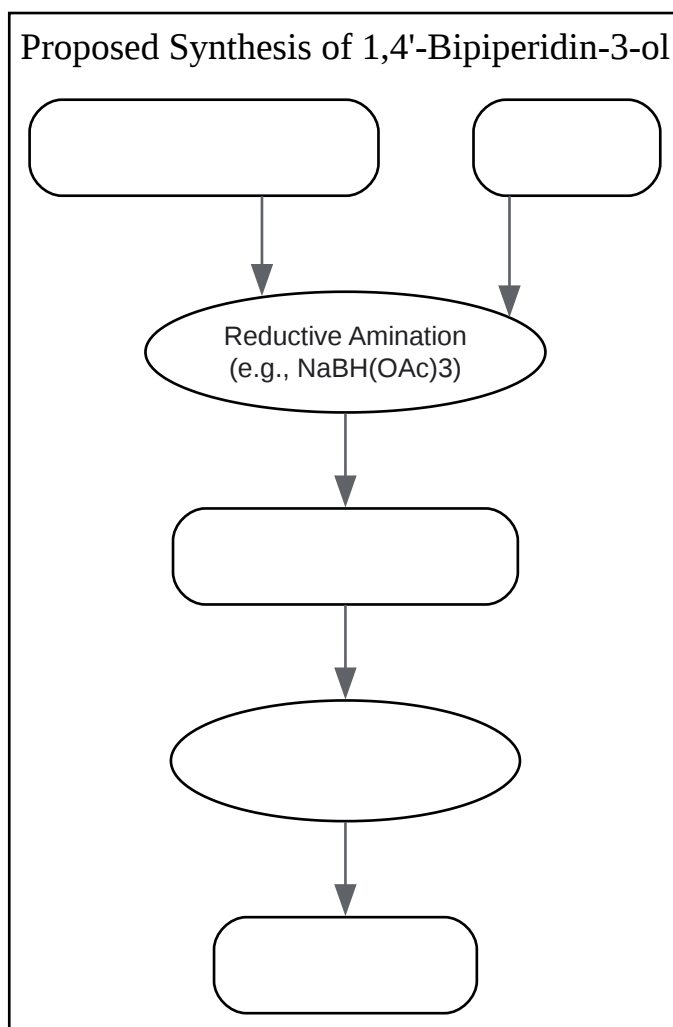 Proposed Synthesis of 1,4'-Bipiperidin-3-ol
Reductive Amination
(e.g., NaBH(OAc)3)